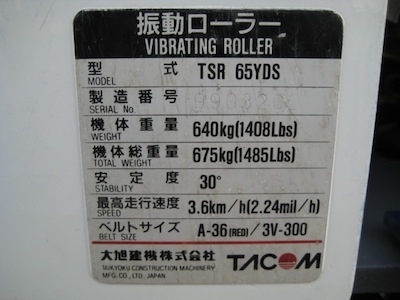 振動ローラー
VIBRATING ROLLER
型式 TSR 65YDS
MODEL
製造番号
SERIAL No.
機体重量 640kg(1408Lbs)
WEIGHT
機体総重量 675kg(1485Lbs)
TOTAL WEIGHT
安定度 30°
STABILITY
最高走行速度 3.6km/h(2.24mil/h)
SPEED
ベルトサイズ A-36(RED)/3V-300
BELT SIZE
大旭建機株式会社 TACOM
CONSTRUCTION MACHINERY
MFG. CO., LTD. JAPAN